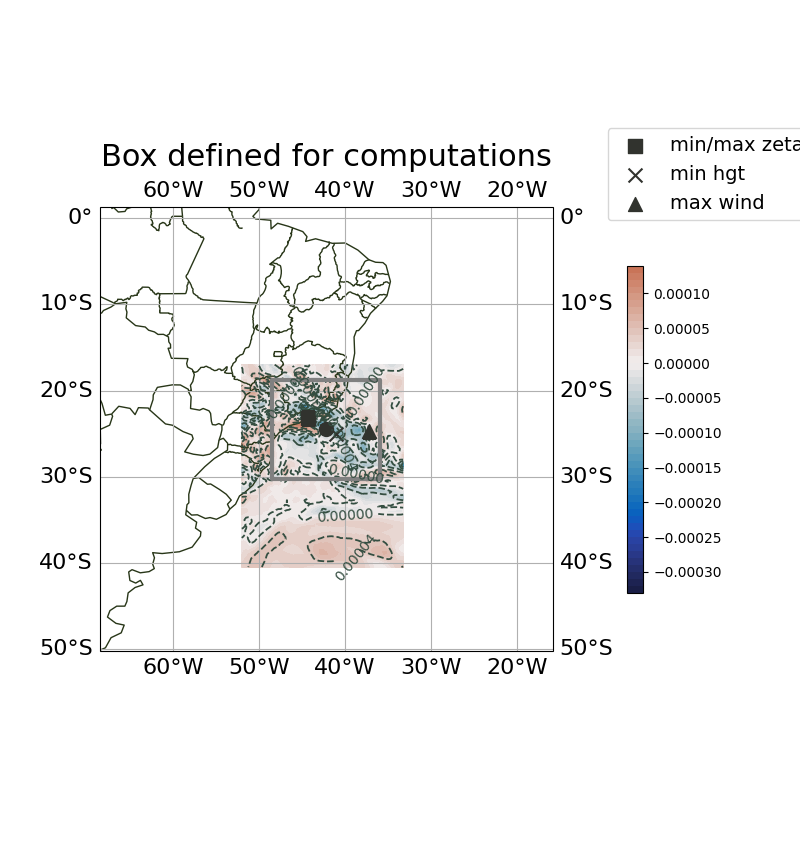 Box defined for computations
min/max zeta
min hgt
max wind
60°W 50°W 40°W 30°W 20°W
0° 0°
10°S 10°S
20°S 20°S
30°S 30°S
40°S 40°S
50°S 50°S
60°W 50°W 40°W 30°W 20°W
0.00000
0.00000
0.00004
0.00010
0.00005
0.00000
−0.00005
−0.00010
−0.00015
−0.00020
−0.00025
−0.00030